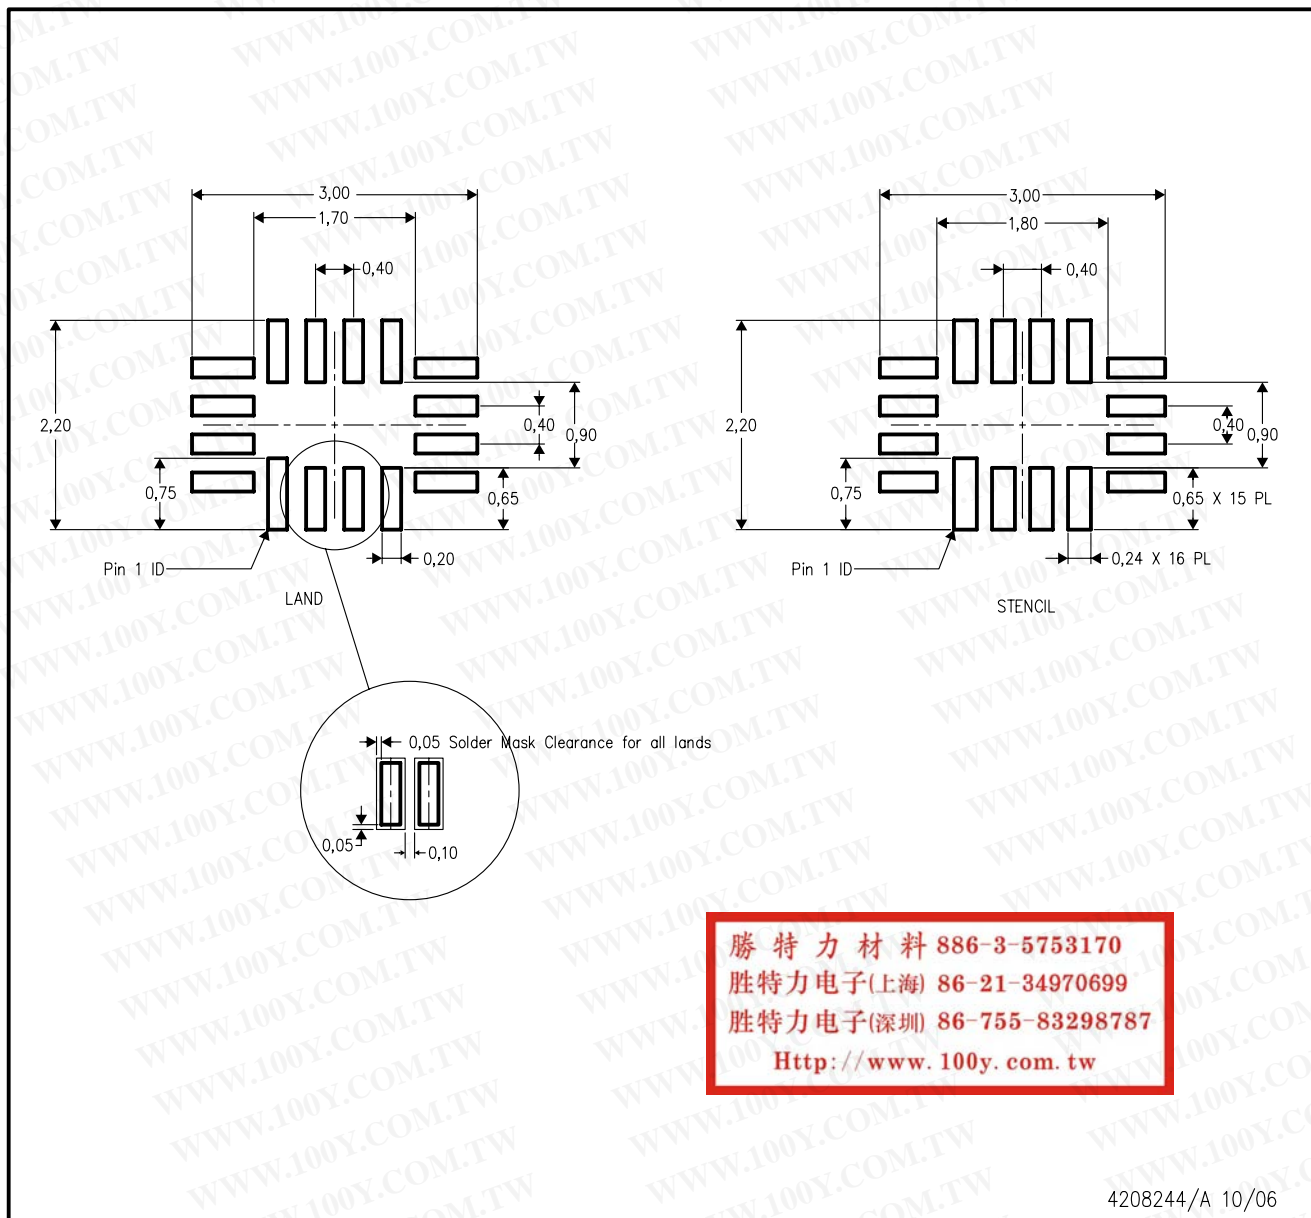 3,00
1,70
0,40
2,20
0,40
0,90
0,75
0,65
0,20
Pin 1 ID
LAND
3,00
1,80
0,40
2,20
0,40
0,90
0,75
0,65 X 15 PL
0,24 X 16 PL
Pin 1 ID
STENCIL
0,05 Solder Mask Clearance for all lands
0,05
0,10
勝特力材料 886-3-5753170
胜特力电子(上海) 86-21-34970699
胜特力电子(深圳) 86-755-83298787
Http://www.100y.com.tw
4208244/A 10/06
WWW.100Y.COM.TW